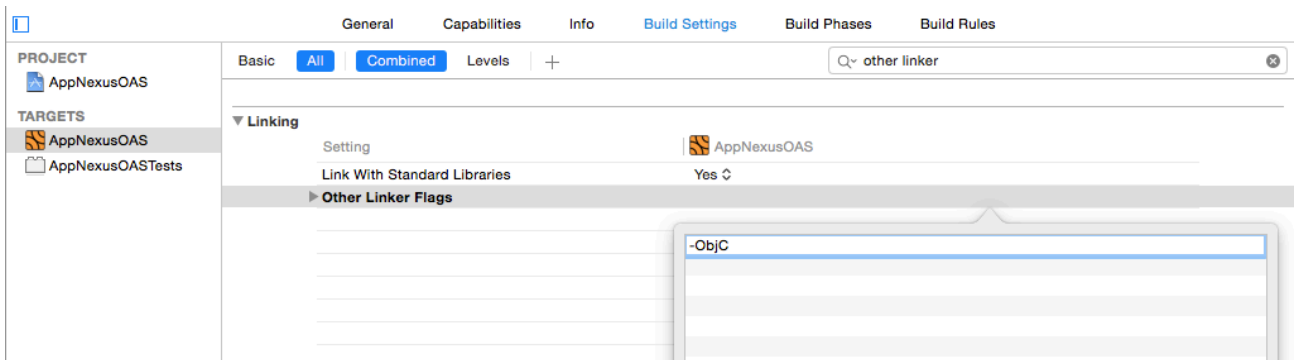 General Capabilities Info Build Settings Build Phases Build Rules
PROJECT
AppNexusOAS
TARGETS
AppNexusOAS
AppNexusOASTests
Basic All Combined Levels + other linker
Linking
Setting AppNexusOAS
Link With Standard Libraries Yes
Other Linker Flags
-ObjC